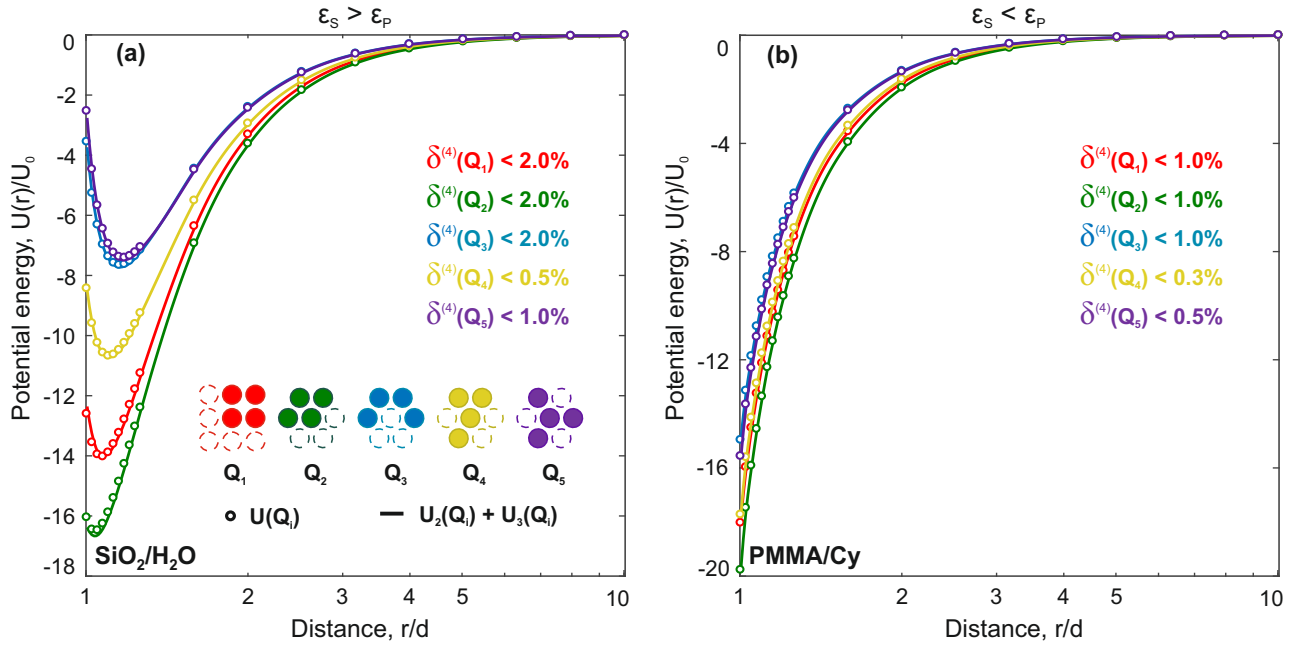 εS > εP
(a)
0
-2
-4
-6
-8
-10
-12
-14
-16
-18
Potential energy, U(r)/U0
δ(4)(Q1) < 2.0%
δ(4)(Q2) < 2.0%
δ(4)(Q3) < 2.0%
δ(4)(Q4) < 0.5%
δ(4)(Q5) < 1.0%
Q1 Q2 Q3 Q4 Q5
U(Qi) U2(Qi) + U3(Qi)
SiO2/H2O
1 2 3 4 5 10
Distance, r/d
εS < εP
(b)
0
-4
-8
-12
-16
-20
Potential energy, U(r)/U0
δ(4)(Q1) < 1.0%
δ(4)(Q2) < 1.0%
δ(4)(Q3) < 1.0%
δ(4)(Q4) < 0.3%
δ(4)(Q5) < 0.5%
PMMA/Cy
1 2 3 4 5 10
Distance, r/d